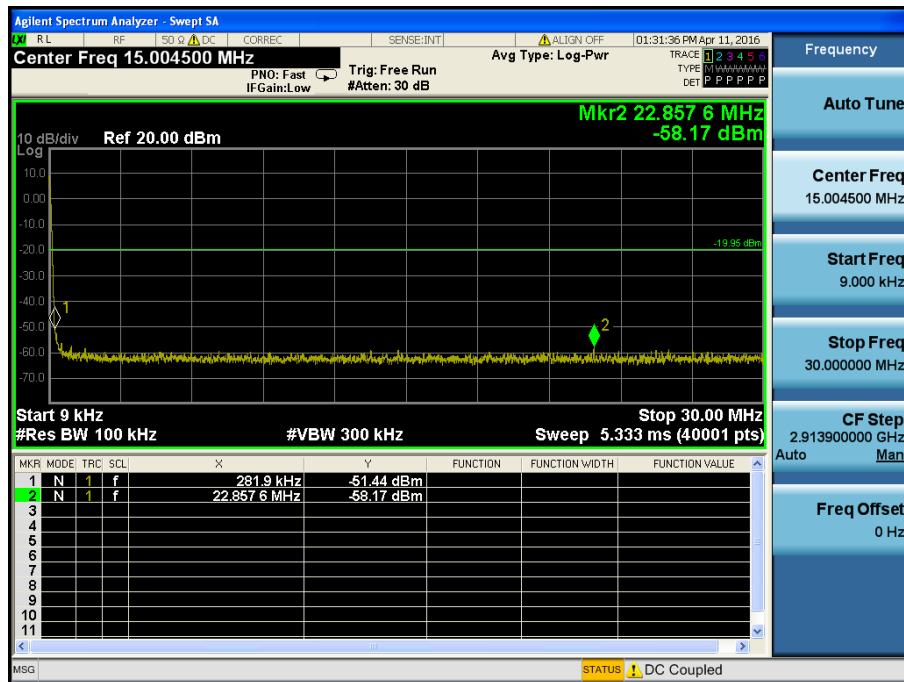 Agilent Spectrum Analyzer - Swept SA
LXI RL RF 50 Ω DC CORREC SENSE:INT ALIGN OFF 01:31:36 PM Apr 11, 2016
Center Freq 15.004500 MHz
PNO: Fast
IFGain:Low
Trig: Free Run
#Atten: 30 dB
Avg Type: Log-Pwr
TRACE 1 2 3 4 5 6
TYPE M W W W W W
DET P P P P P P
Mkr2 22.857 6 MHz
-58.17 dBm
10 dB/div Ref 20.00 dBm
Log
10.0
0.00
-10.0
-20.0
-19.95 dBm
-30.0
-40.0
1
-50.0
2
-60.0
-70.0
Start 9 kHz Stop 30.00 MHz
#Res BW 100 kHz #VBW 300 kHz Sweep 5.333 ms (40001 pts)
MKR MODE TRC SCL X Y FUNCTION FUNCTION WIDTH FUNCTION VALUE
1 N 1 f 281.9 kHz -51.44 dBm
2 N 1 f 22.857 6 MHz -58.17 dBm
3
4
5
6
7
8
9
10
11
MSG STATUS DC Coupled
Frequency
Auto Tune
Center Freq
15.004500 MHz
Start Freq
9.000 kHz
Stop Freq
30.000000 MHz
CF Step
2.913900000 GHz
Auto Man
Freq Offset
0 Hz